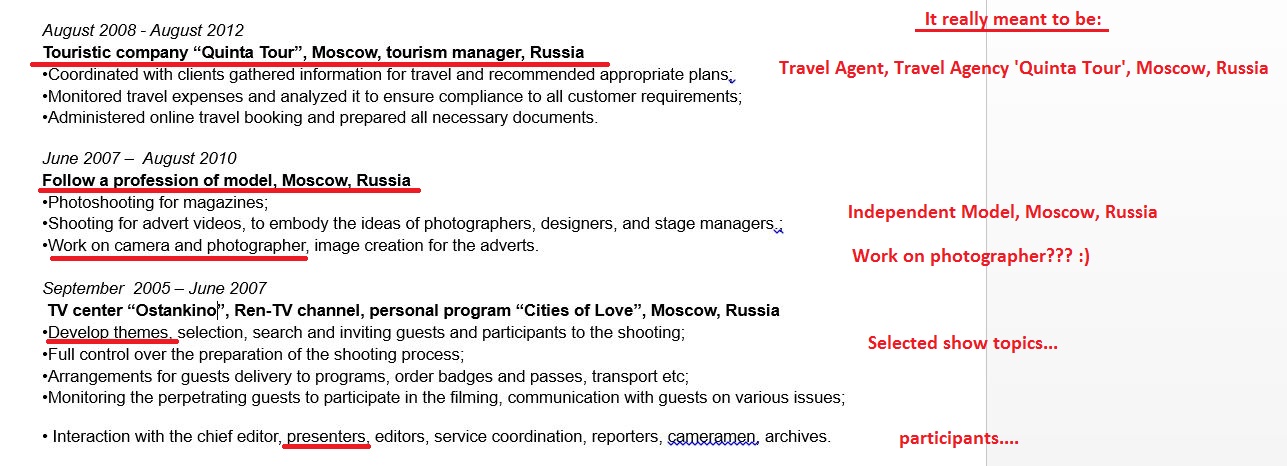 August 2008 - August 2012
It really meant to be:
Touristic company “Quinta Tour”, Moscow, tourism manager, Russia
•Coordinated with clients gathered information for travel and recommended appropriate plans;
Travel Agent, Travel Agency 'Quinta Tour', Moscow, Russia
•Monitored travel expenses and analyzed it to ensure compliance to all customer requirements;
•Administered online travel booking and prepared all necessary documents.
June 2007 – August 2010
Follow a profession of model, Moscow, Russia
•Photoshooting for magazines;
Independent Model, Moscow, Russia
•Shooting for advert videos, to embody the ideas of photographers, designers, and stage managers.;
•Work on camera and photographer, image creation for the adverts.
Work on photographer??? :)
September 2005 – June 2007
TV center “Ostankino”, Ren-TV channel, personal program “Cities of Love”, Moscow, Russia
•Develop themes, selection, search and inviting guests and participants to the shooting;
Selected show topics...
•Full control over the preparation of the shooting process;
•Arrangements for guests delivery to programs, order badges and passes, transport etc;
•Monitoring the perpetrating guests to participate in the filming, communication with guests on various issues;
• Interaction with the chief editor, presenters, editors, service coordination, reporters, cameramen, archives.
participants....